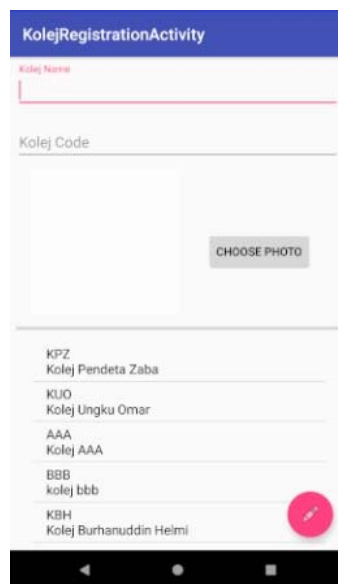 KolejRegistrationActivity
Kolej Name
Kolej Code
CHOOSE PHOTO
KPZ
Kolej Pendeta Zaba
KUO
Kolej Ungku Omar
AAA
Kolej AAA
BBB
kolej bbb
KBH
Kolej Burhanuddin Helmi